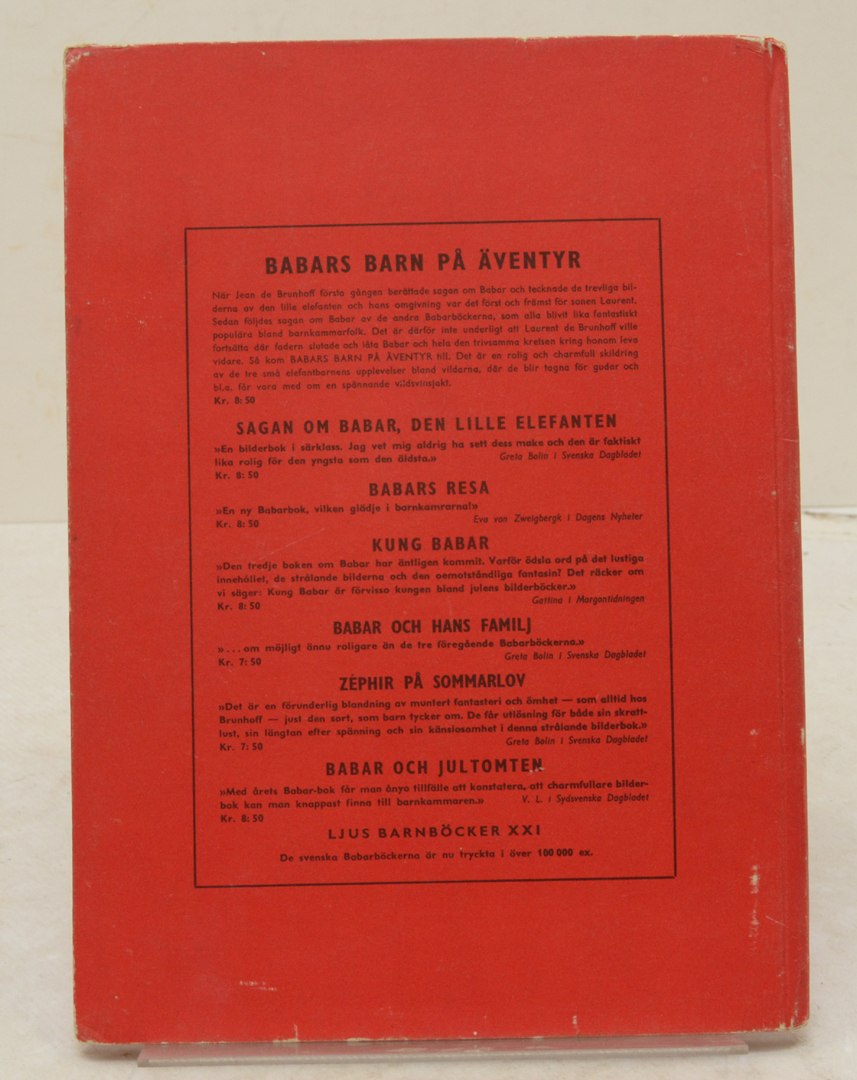 BABARS BARN PÅ ÄVENTYR
När Jean de Brunhoff första gången berättade sagan om Babar och tecknade de trevliga bil-
derna av den lille elefanten och hans omgivning var det först och främst för sonen Laurent.
Sedan följdes sagan om Babar av de andra Babarböckerna, som alla blivit lika fantastiskt
populära bland barnkammarfolk. Det är därför inte underligt att Laurent de Brunhoff ville
fortsätta där fadern slutade och låta Babar och hela den trivsamma kretsen kring honom leva
vidare. Så kom BABARS BARN PÅ ÄVENTYR till. Det är en rolig och charmfull skildring
av de tre små elefantbarnens upplevelser bland vildarna, där de blir tagna för gudar och
bl.a. får vara med om en spännande vildsvinsjakt.
Kr. 8: 50
SAGAN OM BABAR, DEN LILLE ELEFANTEN
»En bilderbok i särklass. Jag vet mig aldrig ha sett dess make och den är faktiskt
lika rolig för den yngsta som den äldsta.» Greta Bolin i Svenska Dagbladet
Kr. 8: 50
BABARS RESA
»En ny Babarbok, vilken glädje i barnkamrarna!»
Kr. 8: 50 Eva von Zweigbergk i Dagens Nyheter
KUNG BABAR
»Den tredje boken om Babar har äntligen kommit. Varför ödsla ord på det lustiga
innehållet, de strålande bilderna och den oemotståndliga fantasin? Det räcker om
vi säger: Kung Babar är förvisso kungen bland julens bilderböcker.»
Kr. 8: 50 Gattina i Morgontidningen
BABAR OCH HANS FAMILJ
» . . . om möjligt ännu roligare än de tre föregående Babarböckerna.»
Kr. 7: 50 Greta Bolin i Svenska Dagbladet
ZÉPHIR PÅ SOMMARLOV
»Det är en förunderlig blandning av muntert fantasteri och ömhet — som alltid hos
Brunhoff — just den sort, som barn tycker om. De får utlösning för både sin skratt-
lust, sin längtan efter spänning och sin känslosamhet i denna strålande bilderbok.»
Kr. 7: 50 Greta Bolin i Svenska Dagbladet
BABAR OCH JULTOMTEN
»Med årets Babar-bok får man ånyo tillfälle att konstatera, att charmfullare bilder-
bok kan man knappast finna till barnkammaren.» V. L. i Sydsvenska Dagbladet
Kr. 8: 50
LJUS BARNBÖCKER XXI
De svenska Babarböckerna är nu tryckta i över 100 000 ex.